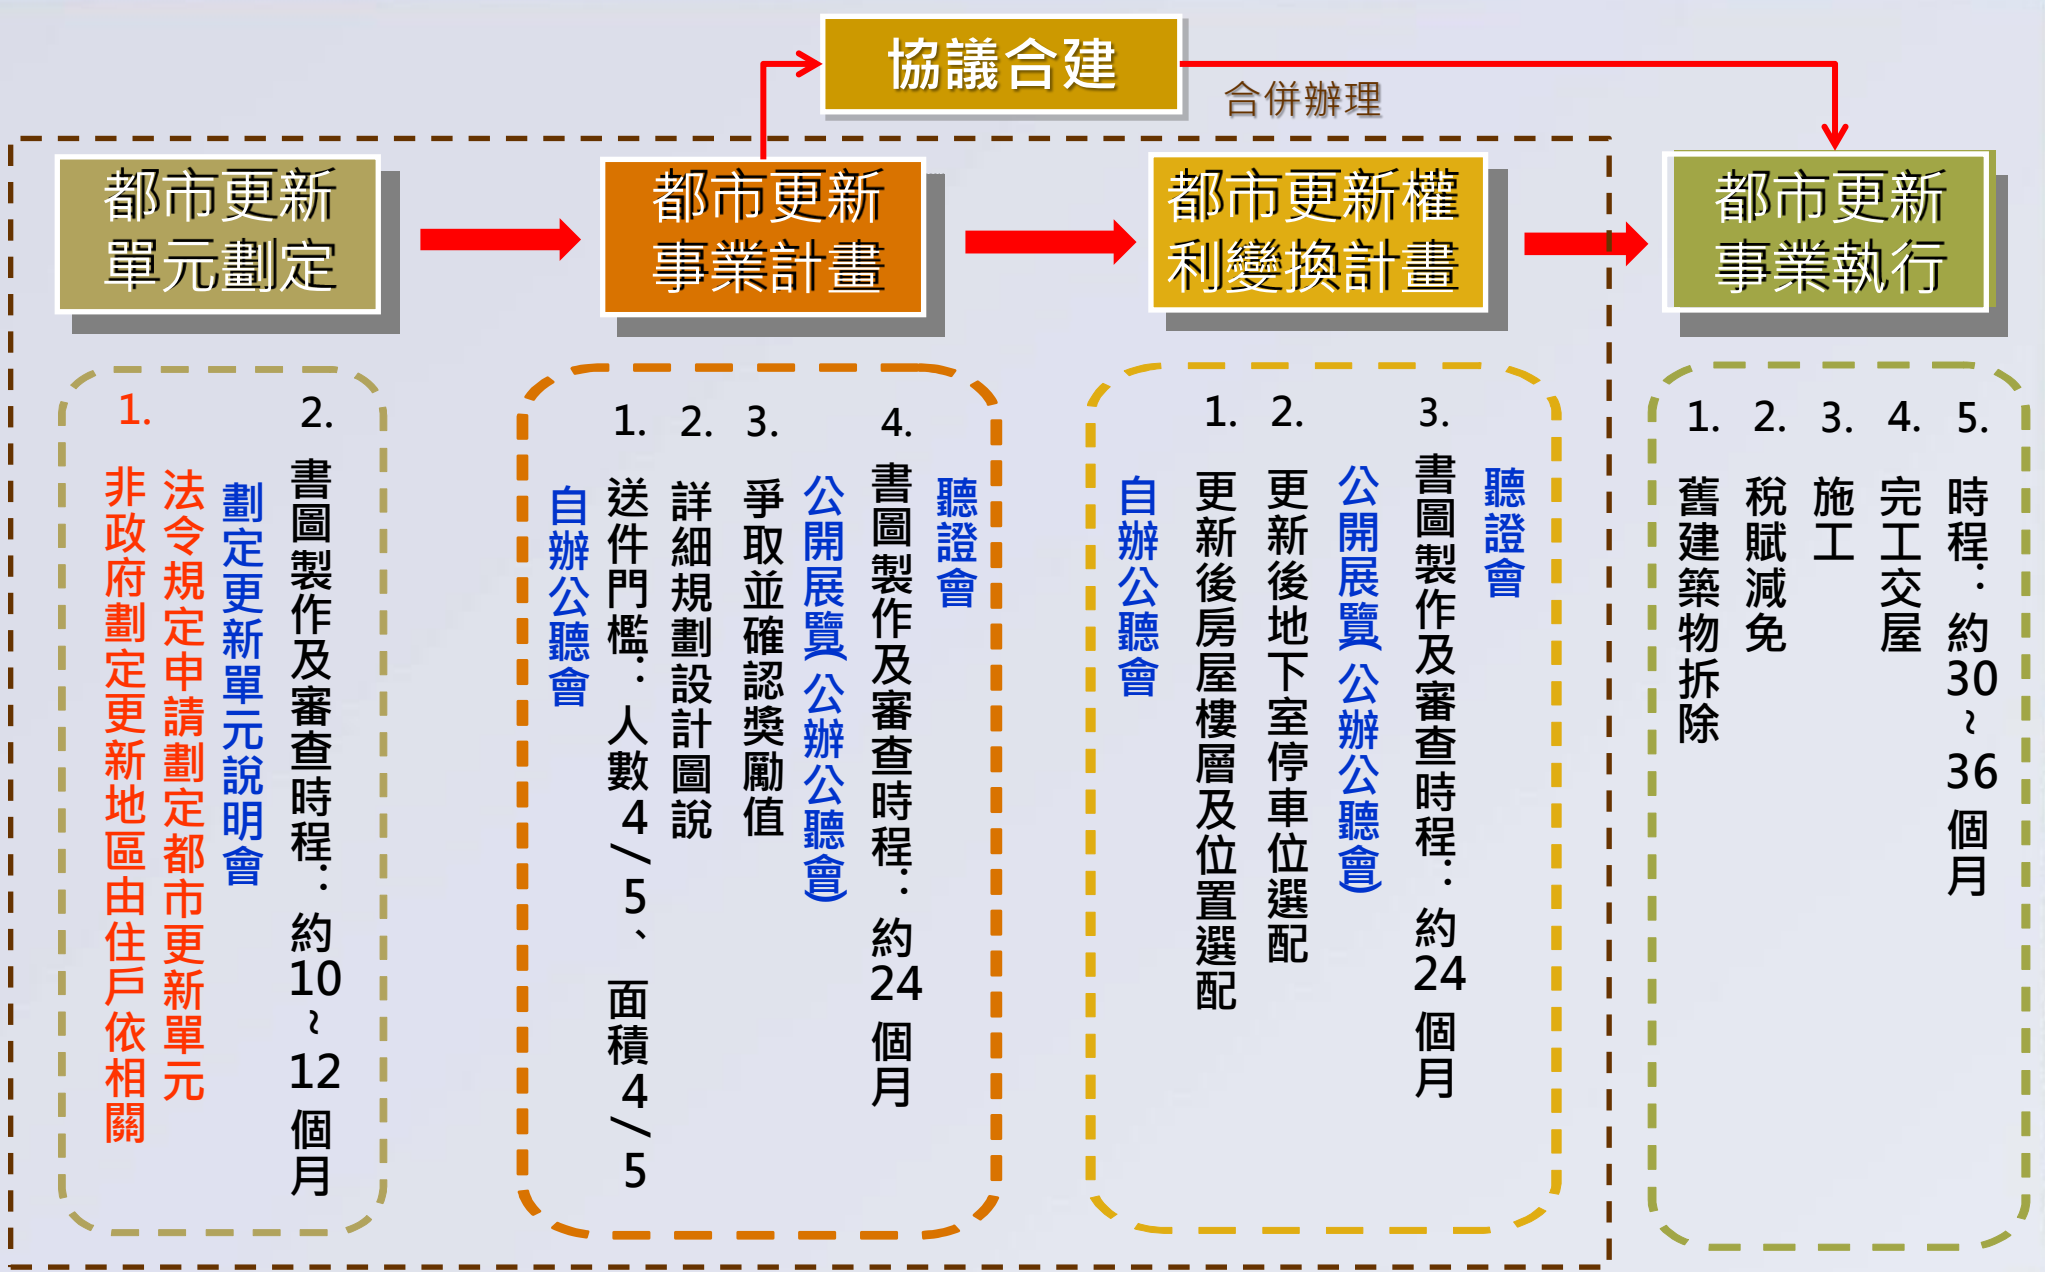 協議合建
合併辦理
都市更新
單元劃定
都市更新
事業計畫
都市更新權
利變換計畫
都市更新
事業執行
1.
非政府劃定更新地區由住戶依相關
法令規定申請劃定都市更新單元
劃定更新單元說明會
2.
書圖製作及審查時程：約10~12個月
自辦公聽會
1.
送件門檻：人數4/5、面積4/5
2.
詳細規劃設計圖說
3.
爭取並確認獎勵值
公開展覽(公辦公聽會)
4.
書圖製作及審查時程：約24個月
聽證會
自辦公聽會
1.
更新後房屋樓層及位置選配
2.
更新後地下室停車位選配
公開展覽(公辦公聽會)
3.
書圖製作及審查時程：約24個月
聽證會
1.
舊建築物拆除
2.
稅賦減免
3.
施工
4.
完工交屋
5.
時程：約30~36個月